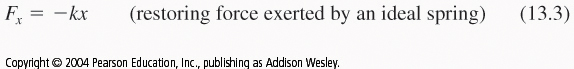 Fₓ = −kx (restoring force exerted by an ideal spring) (13.3)
Copyright © 2004 Pearson Education, Inc., publishing as Addison Wesley.